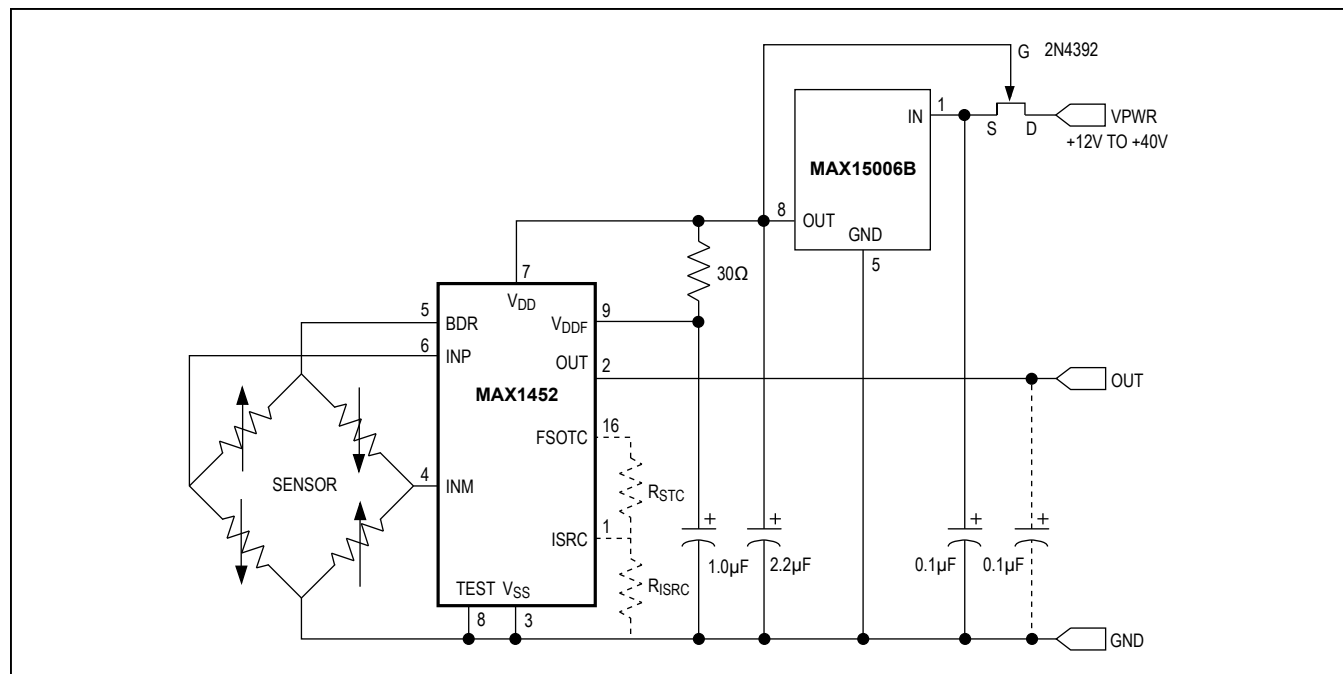 G 2N4392
IN 1
S D VPWR
+12V TO +40V
MAX15006B
8 OUT
GND
5
7
30Ω
VDD
5 BDR
VDDF 9
6 INP
OUT 2
OUT
MAX1452
FSOTC 16
SENSOR
4 INM
RSTC
ISRC 1
+ + + +
1.0µF 2.2µF 0.1µF 0.1µF
RISRC
TEST VSS
8 3
GND